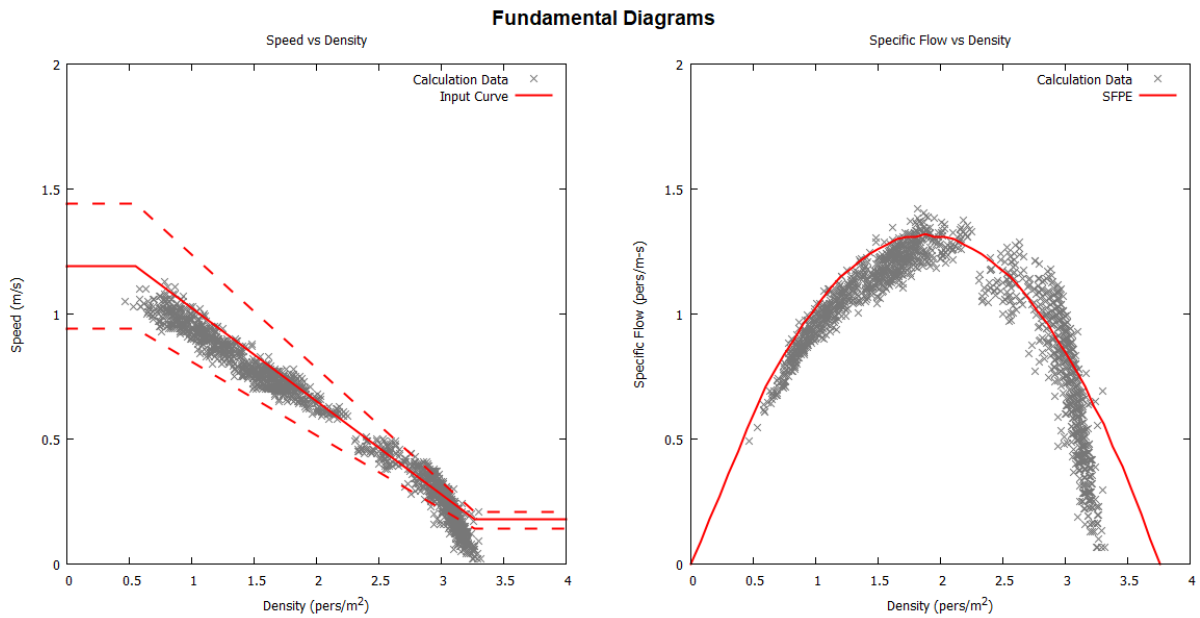 Fundamental Diagrams
Speed vs Density
Calculation Data
Input Curve
2
1.5
1
0.5
0
Speed (m/s)
0 0.5 1 1.5 2 2.5 3 3.5 4
Density (pers/m²)
Specific Flow vs Density
Calculation Data
SFPE
2
1.5
1
0.5
0
Specific Flow (pers/m-s)
0 0.5 1 1.5 2 2.5 3 3.5 4
Density (pers/m²)